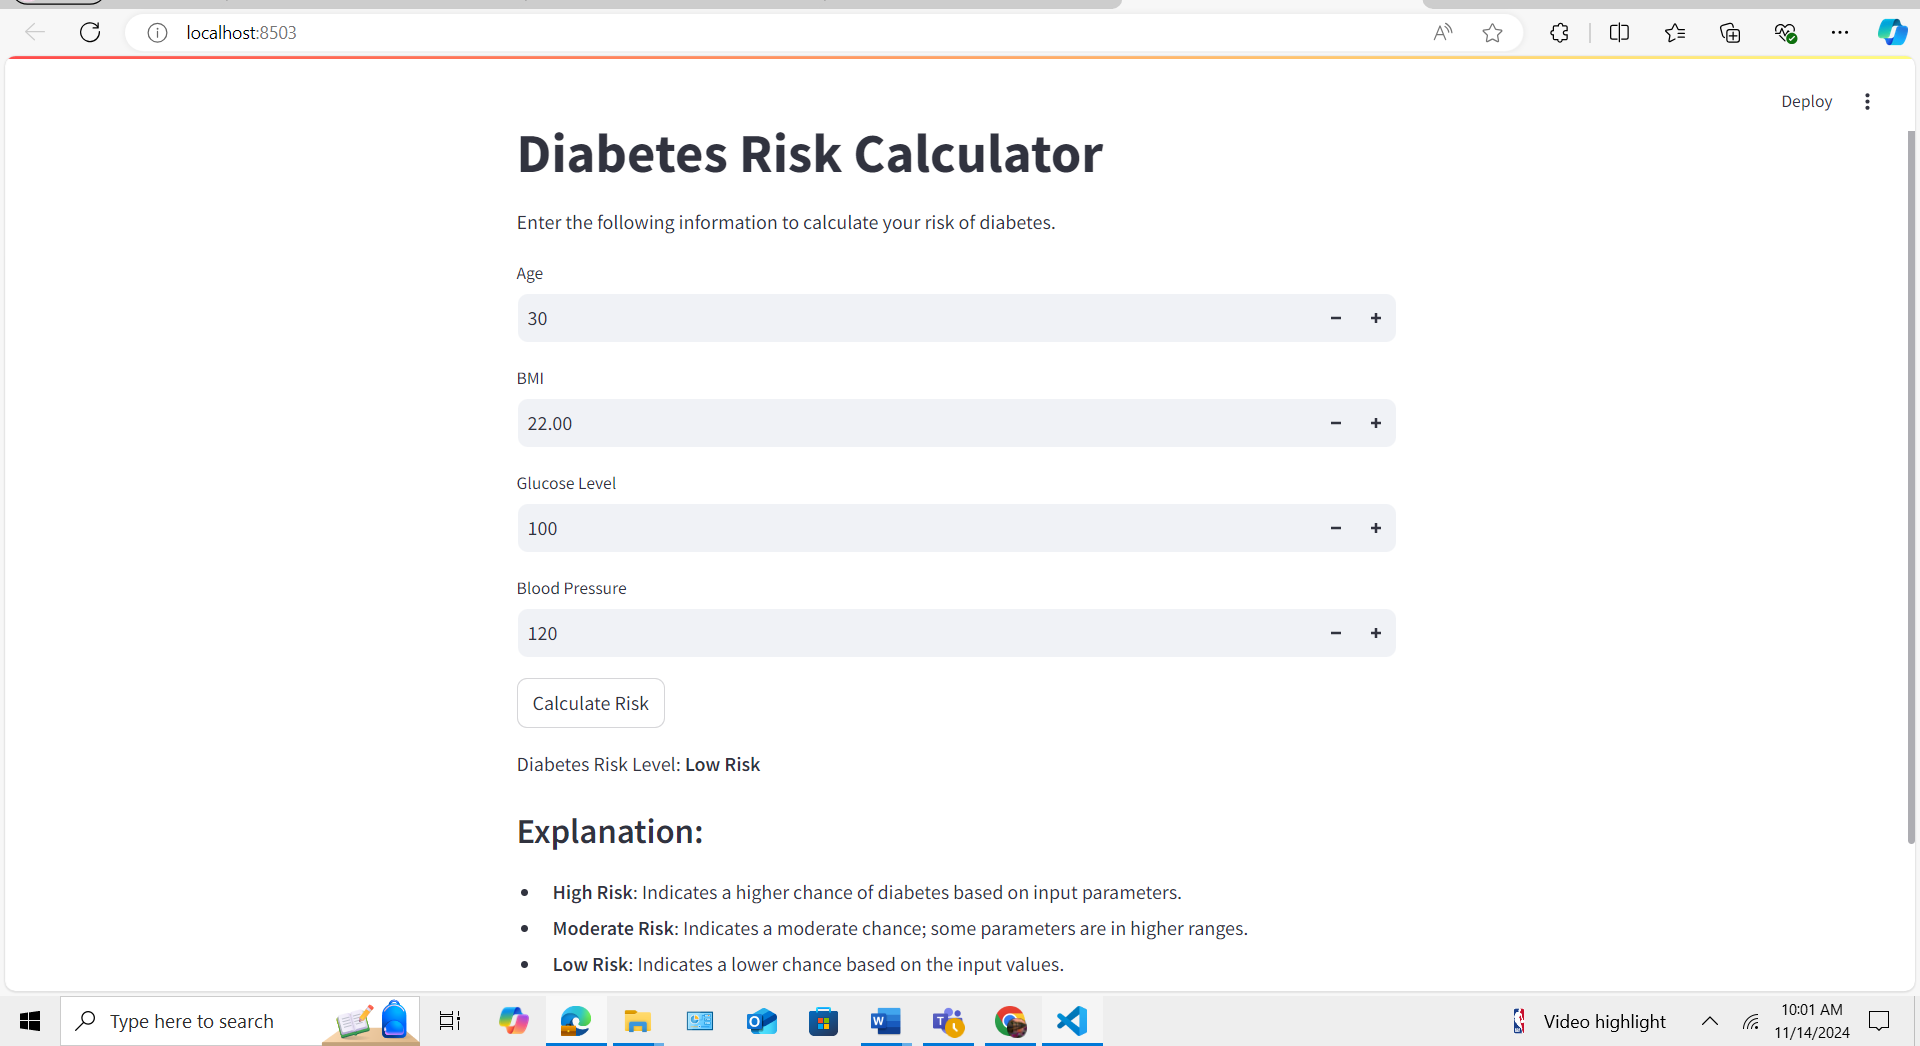 localhost:8503
Deploy
Diabetes Risk Calculator
Enter the following information to calculate your risk of diabetes.
Age
30
BMI
22.00
Glucose Level
100
Blood Pressure
120
Calculate Risk
Diabetes Risk Level: Low Risk
Explanation:
• High Risk: Indicates a higher chance of diabetes based on input parameters.
• Moderate Risk: Indicates a moderate chance; some parameters are in higher ranges.
• Low Risk: Indicates a lower chance based on the input values.
Type here to search
Video highlight
10:01 AM
11/14/2024